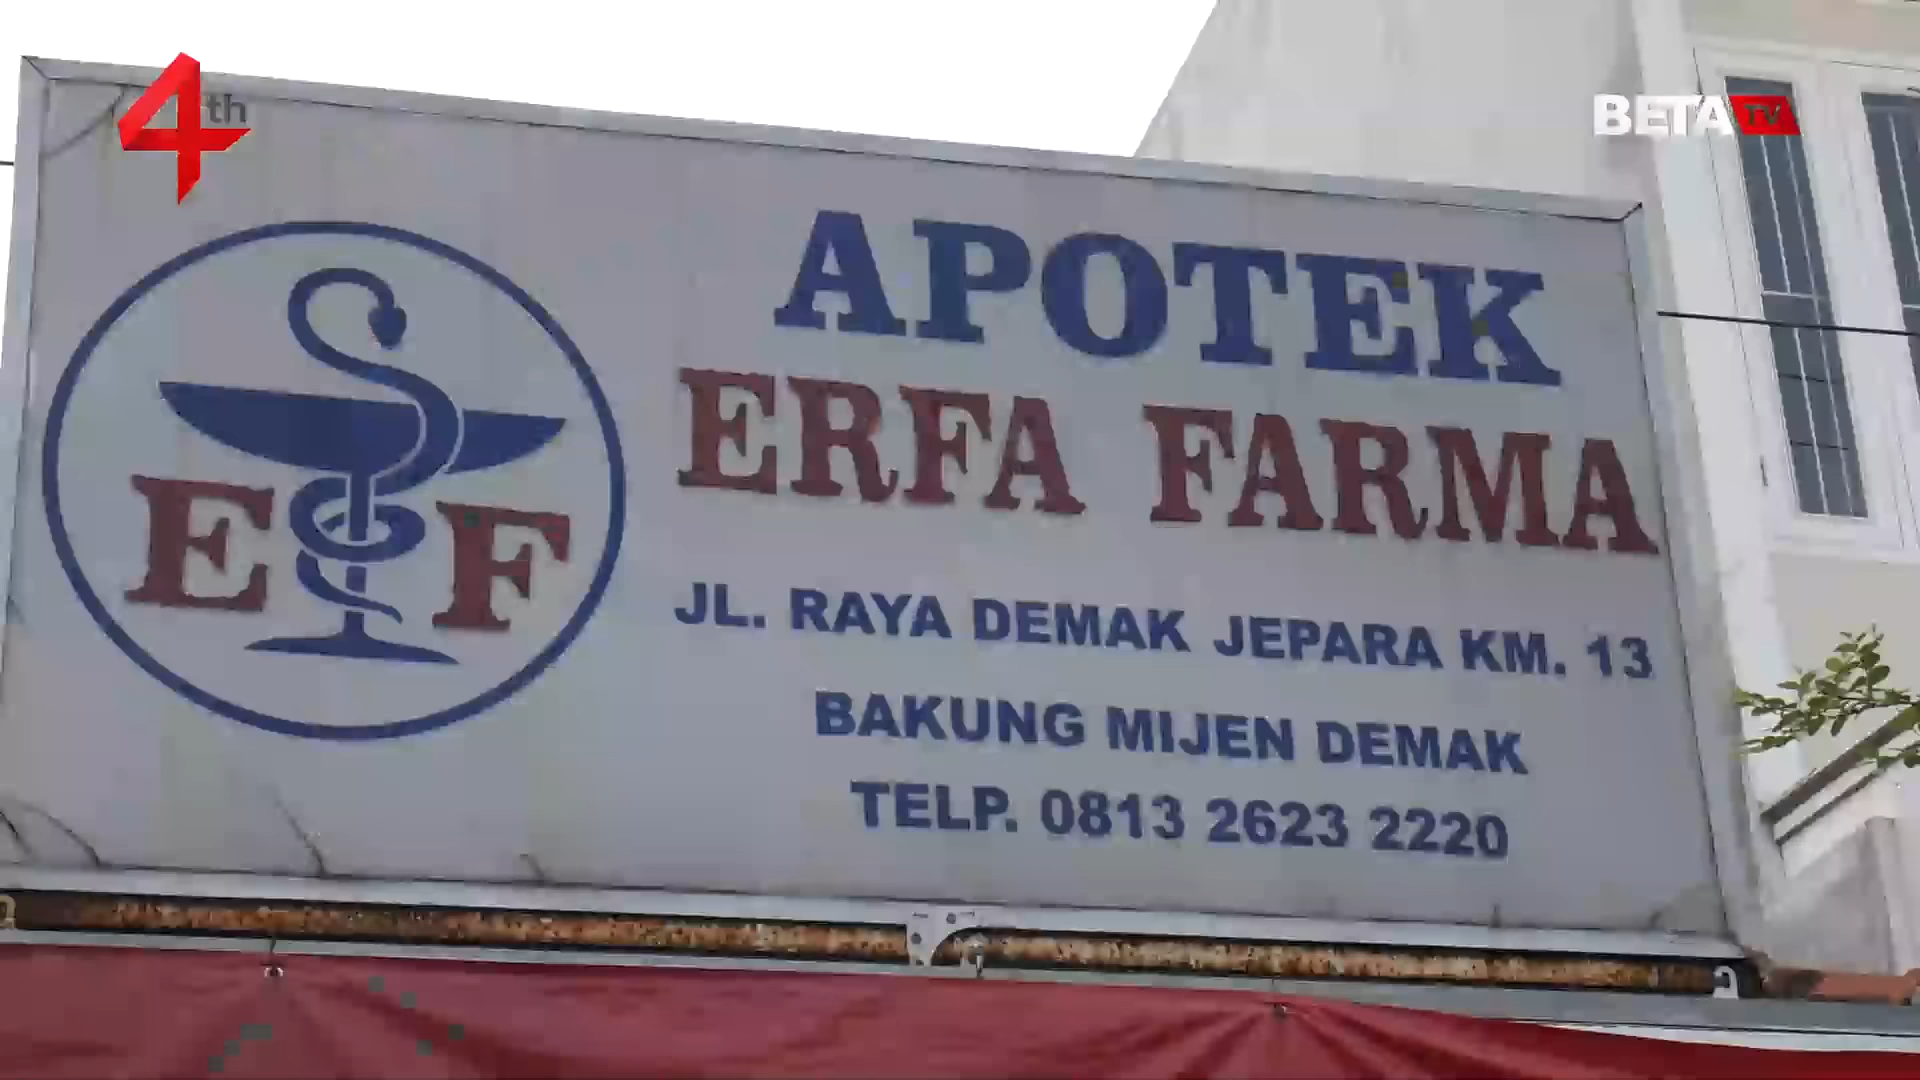 4th
BETA TV
APOTEK
ERFA FARMA
E F
JL. RAYA DEMAK JEPARA KM. 13
BAKUNG MIJEN DEMAK
TELP. 0813 2623 2220